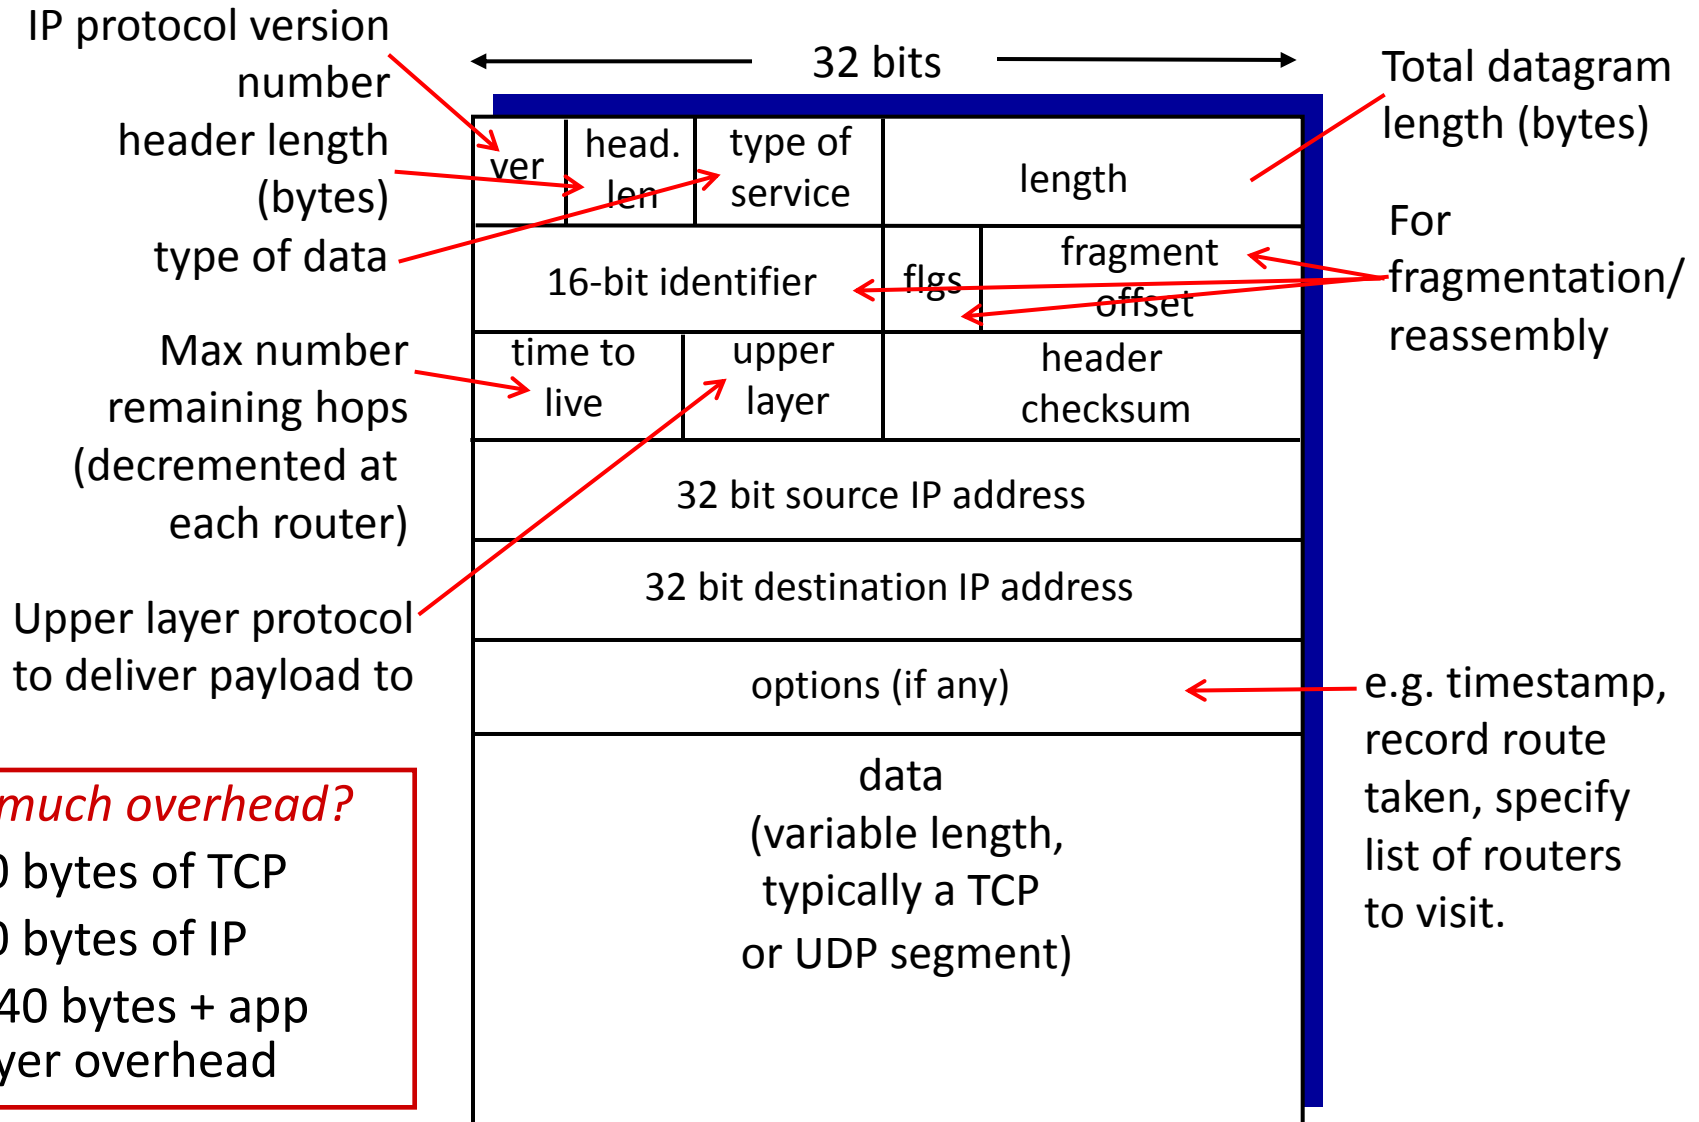 IP protocol version
number
header length
(bytes)
type of data
Max number
remaining hops
(decremented at
each router)
Upper layer protocol
to deliver payload to
much overhead?
0 bytes of TCP
0 bytes of IP
40 bytes + app
yer overhead
32 bits
ver
head.
len
type of
service
length
16-bit identifier
flgs
fragment
offset
time to
live
upper
layer
header
checksum
32 bit source IP address
32 bit destination IP address
options (if any)
data
(variable length,
typically a TCP
or UDP segment)
Total datagram
length (bytes)
For
fragmentation/
reassembly
e.g. timestamp,
record route
taken, specify
list of routers
to visit.